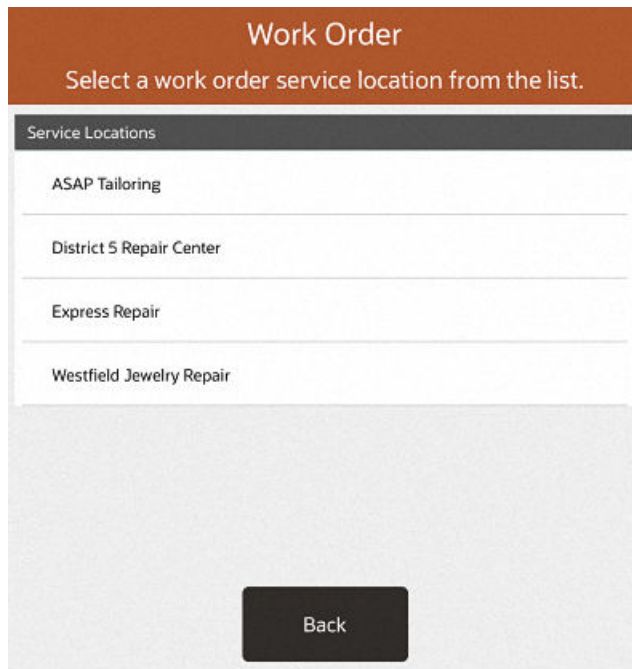 Work Order
Select a work order service location from the list.
Service Locations
ASAP Tailoring
District 5 Repair Center
Express Repair
Westfield Jewelry Repair
Back